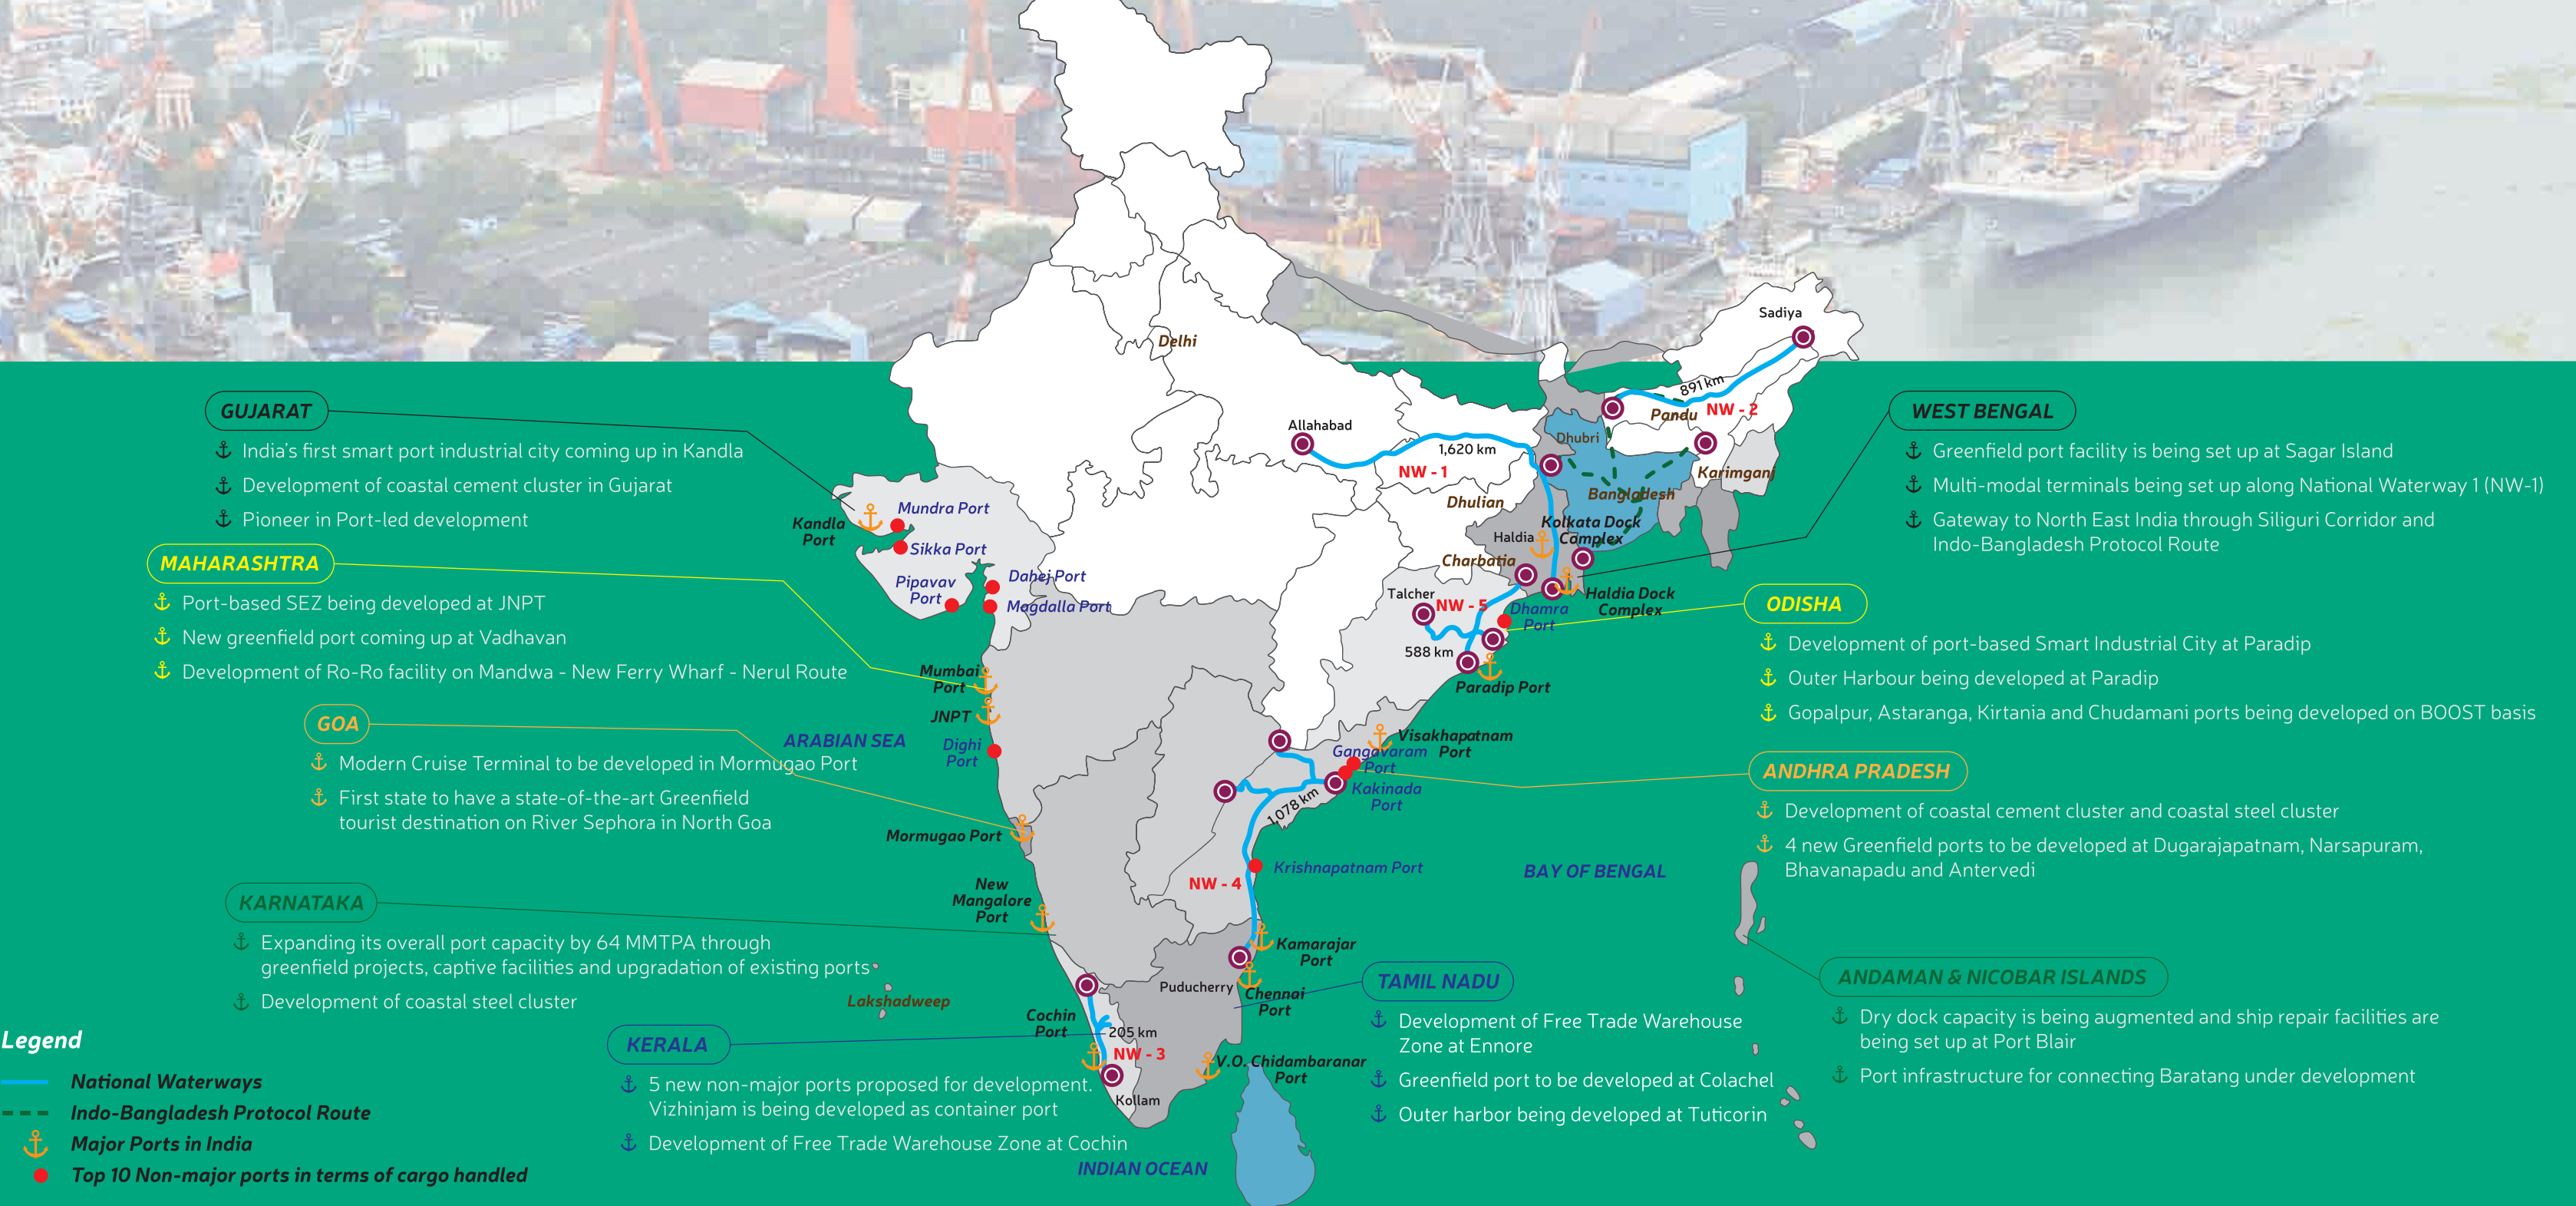 GUJARAT
India's first smart port industrial city coming up in Kandla
Development of coastal cement cluster in Gujarat
Pioneer in Port-led development
MAHARASHTRA
Port-based SEZ being developed at JNPT
New greenfield port coming up at Vadhavan
Development of Ro-Ro facility on Mandwa - New Ferry Wharf - Nerul Route
GOA
Modern Cruise Terminal to be developed in Mormugao Port
First state to have a state-of-the-art Greenfield
tourist destination on River Sephora in North Goa
KARNATAKA
Expanding its overall port capacity by 64 MMTPA through
greenfield projects, captive facilities and upgradation of existing ports
Development of coastal steel cluster
KERALA
5 new non-major ports proposed for development.
Vizhinjam is being developed as container port
Development of Free Trade Warehouse Zone at Cochin
Legend
National Waterways
Indo-Bangladesh Protocol Route
Major Ports in India
Top 10 Non-major ports in terms of cargo handled
Delhi
Sadiya
891 km
Pandu
NW - 2
Allahabad
1,620 km
NW - 1
Dhubri
Karimganj
Bangladesh
Dhulian
Kolkata Dock
Complex
Haldia
Charbatia
Haldia Dock
Complex
Talcher
NW - 5
Dhamra
Port
588 km
Paradip Port
Kandla
Port
Mundra Port
Sikka Port
Pipavav
Port
Dahej Port
Magdalla Port
Mumbai
Port
JNPT
ARABIAN SEA
Dighi
Port
Visakhapatnam
Port
Gangavaram
Port
Kakinada
Port
1,078 km
Mormugao Port
Krishnapatnam Port
NW - 4
BAY OF BENGAL
New
Mangalore
Port
Kamarajar
Port
Puducherry
Chennai
Port
Lakshadweep
Cochin
Port
205 km
NW - 3
Kollam
V.O. Chidambaranar
Port
INDIAN OCEAN
WEST BENGAL
Greenfield port facility is being set up at Sagar Island
Multi-modal terminals being set up along National Waterway 1 (NW-1)
Gateway to North East India through Siliguri Corridor and
Indo-Bangladesh Protocol Route
ODISHA
Development of port-based Smart Industrial City at Paradip
Outer Harbour being developed at Paradip
Gopalpur, Astaranga, Kirtania and Chudamani ports being developed on BOOST basis
ANDHRA PRADESH
Development of coastal cement cluster and coastal steel cluster
4 new Greenfield ports to be developed at Dugarajapatnam, Narsapuram,
Bhavanapadu and Antervedi
TAMIL NADU
Development of Free Trade Warehouse
Zone at Ennore
Greenfield port to be developed at Colachel
Outer harbor being developed at Tuticorin
ANDAMAN & NICOBAR ISLANDS
Dry dock capacity is being augmented and ship repair facilities are
being set up at Port Blair
Port infrastructure for connecting Baratang under development